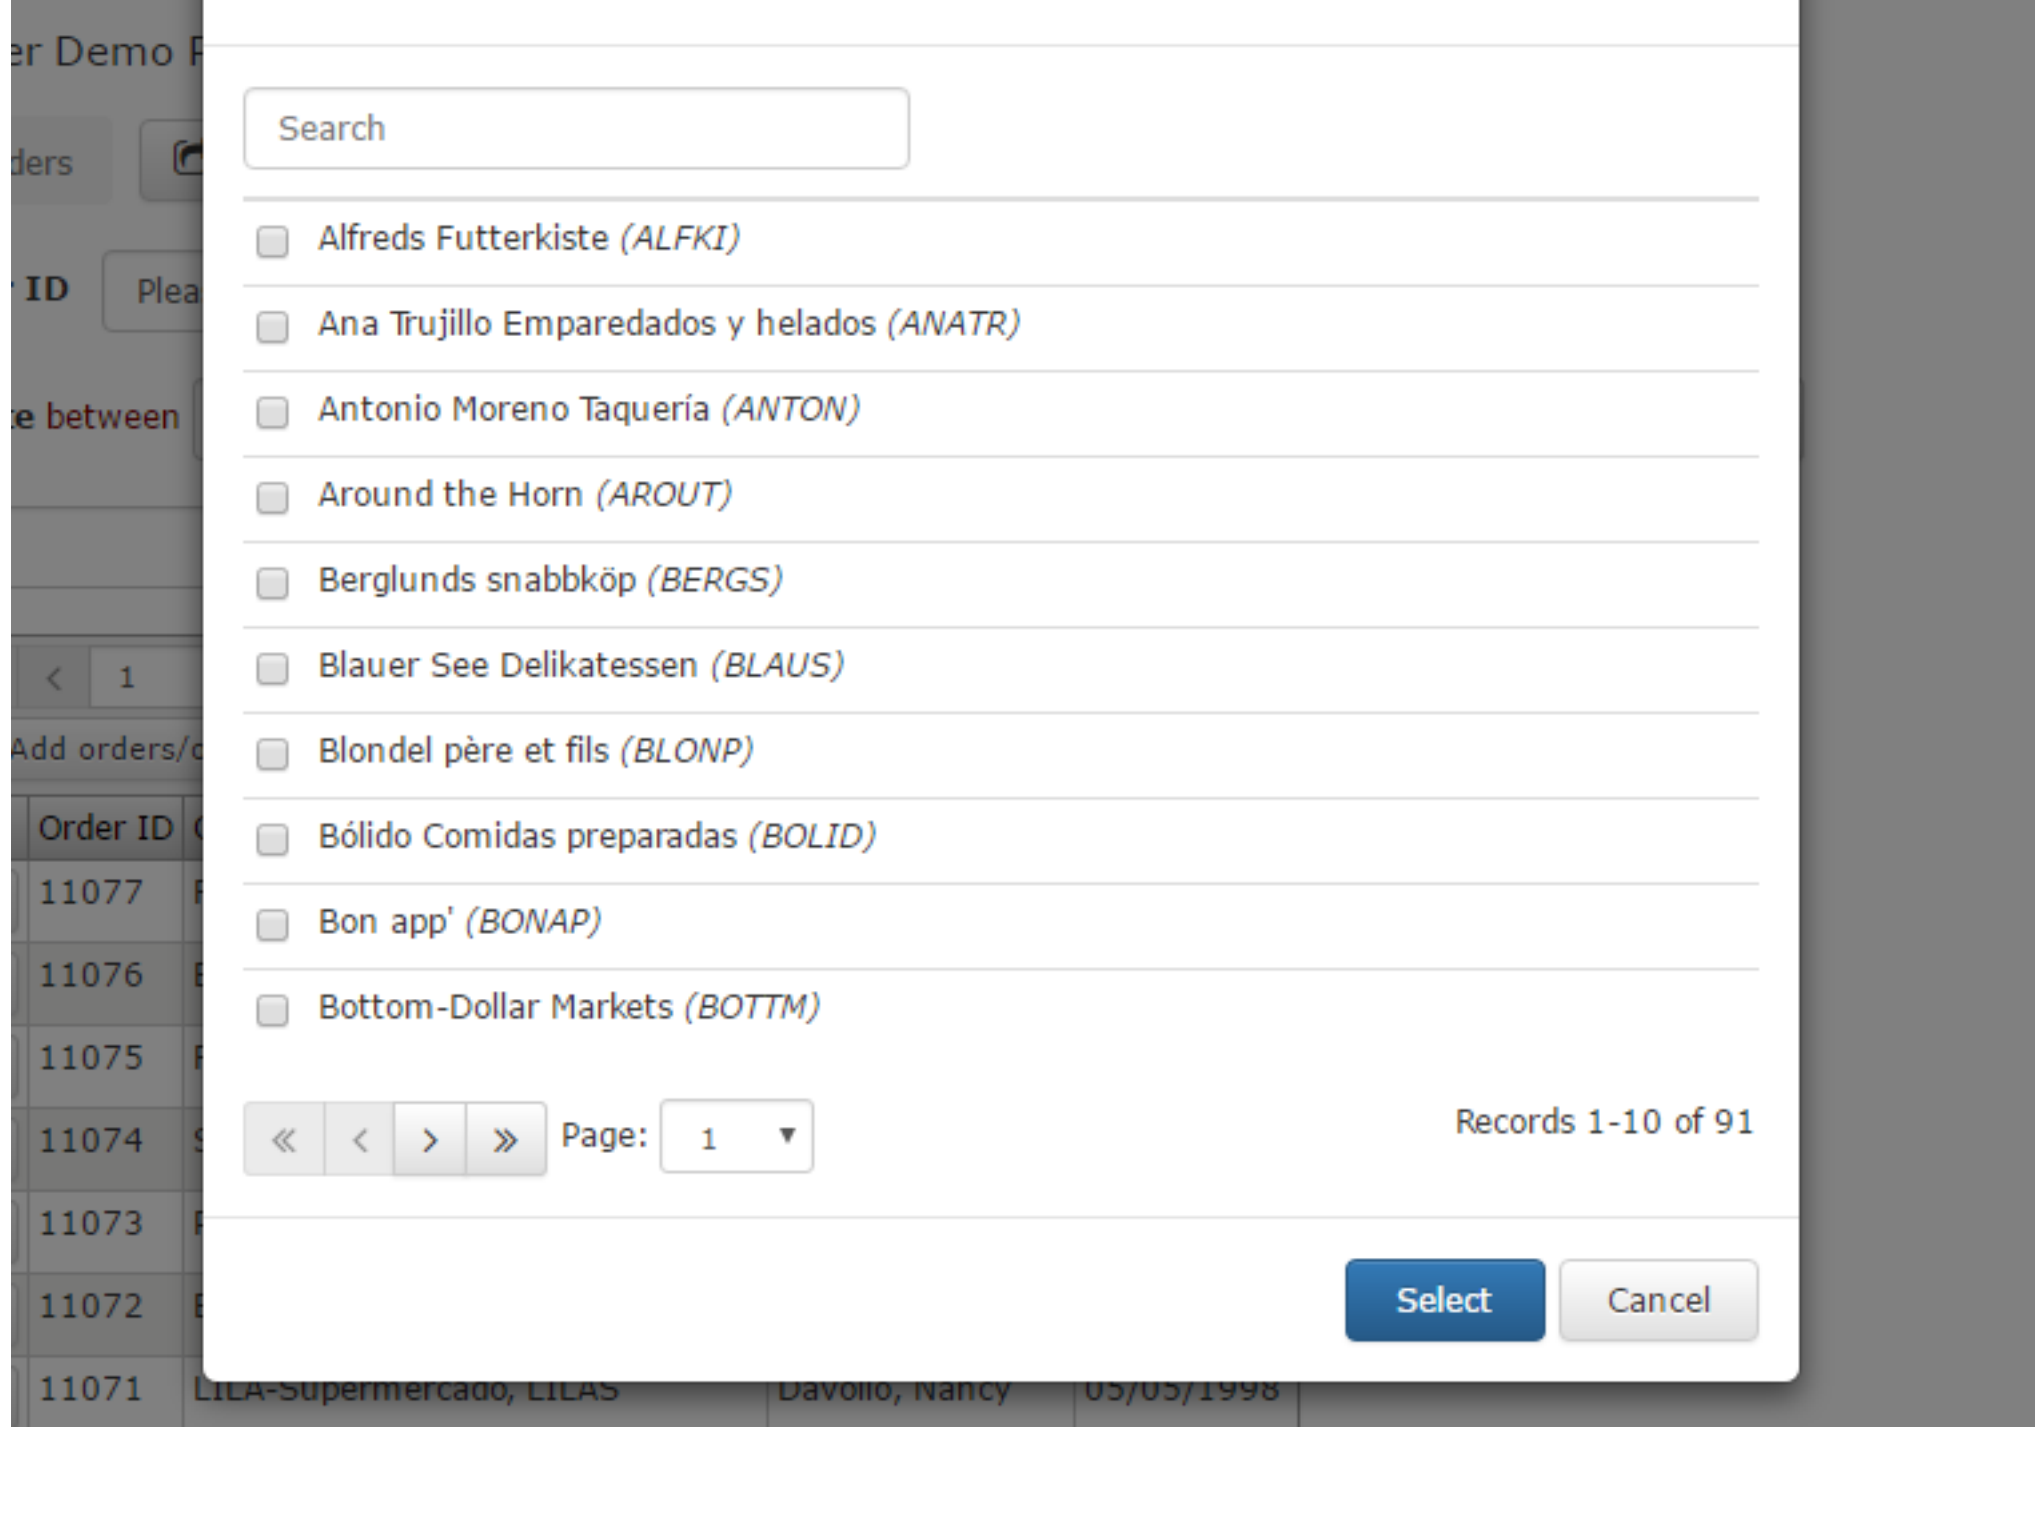 er Demo
Search
ders
Alfreds Futterkiste (ALFKI)
ID Plea
Ana Trujillo Emparedados y helados (ANATR)
Antonio Moreno Taquería (ANTON)
e between
Around the Horn (AROUT)
Berglunds snabbköp (BERGS)
Blauer See Delikatessen (BLAUS)
< 1
Blondel père et fils (BLONP)
Add orders/
Bólido Comidas preparadas (BOLID)
Order ID
11077
Bon app' (BONAP)
11076
Bottom-Dollar Markets (BOTTM)
11075
« < > » Page: 1 ▼ Records 1-10 of 91
11074
11073
Select Cancel
11072
11071 LILA-Supermercado, LILAS Davolio, Nancy 05/05/1998